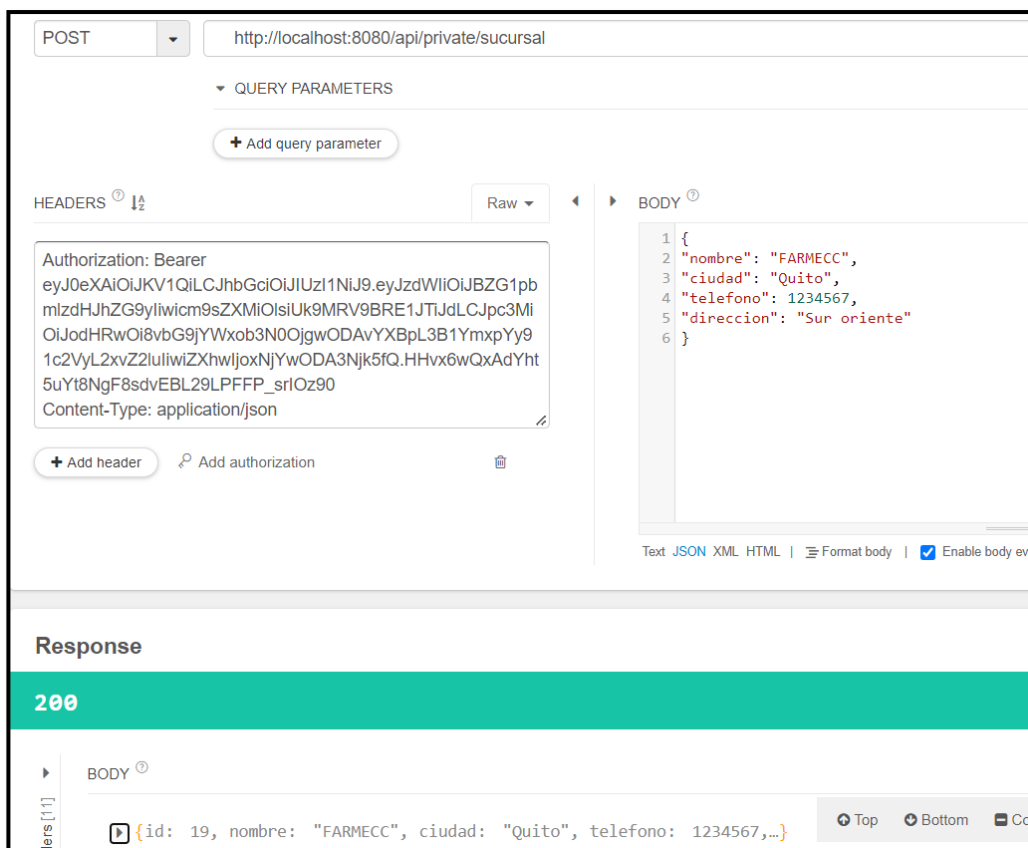 POST
http://localhost:8080/api/private/sucursal
QUERY PARAMETERS
+ Add query parameter
HEADERS
Raw
BODY
Authorization: Bearer
eyJ0eXAiOiJKV1QiLCJhbGciOiJIUzI1NiJ9.eyJzdWIiOiJBZG1pb
mlzdHJhZG9yIiwicm9sZXMiOlsiUk9MRV9BRE1JTiJdLCJpc3Mi
OiJodHRwOi8vbG9jYWxob3N0OjgwODAvYXBpL3B1YmxpYy9
1c2VyL2xvZ2luIiwiZXhwIjoxNjYwODA3Njk5fQ.HHvx6wQxAdYht
5uYt8NgF8sdvEBL29LPFFP_srIOz90
Content-Type: application/json
1 {
2 "nombre": "FARMECC",
3 "ciudad": "Quito",
4 "telefono": 1234567,
5 "direccion": "Sur oriente"
6 }
+ Add header
Add authorization
Text JSON XML HTML | Format body | Enable body ev
Response
200
BODY
ders [11]
{id: 19, nombre: "FARMECC", ciudad: "Quito", telefono: 1234567,…}
Top Bottom Co